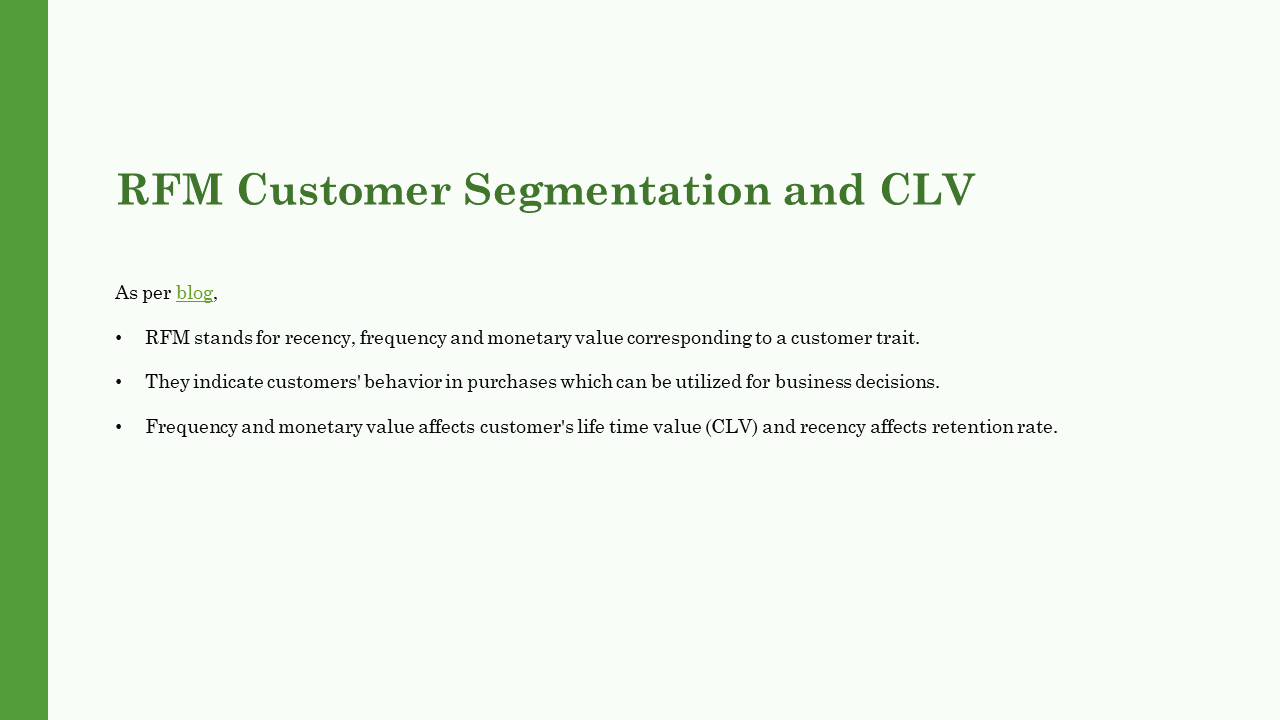 RFM Customer Segmentation and CLV
As per blog,
• RFM stands for recency, frequency and monetary value corresponding to a customer trait.
• They indicate customers' behavior in purchases which can be utilized for business decisions.
• Frequency and monetary value affects customer's life time value (CLV) and recency affects retention rate.